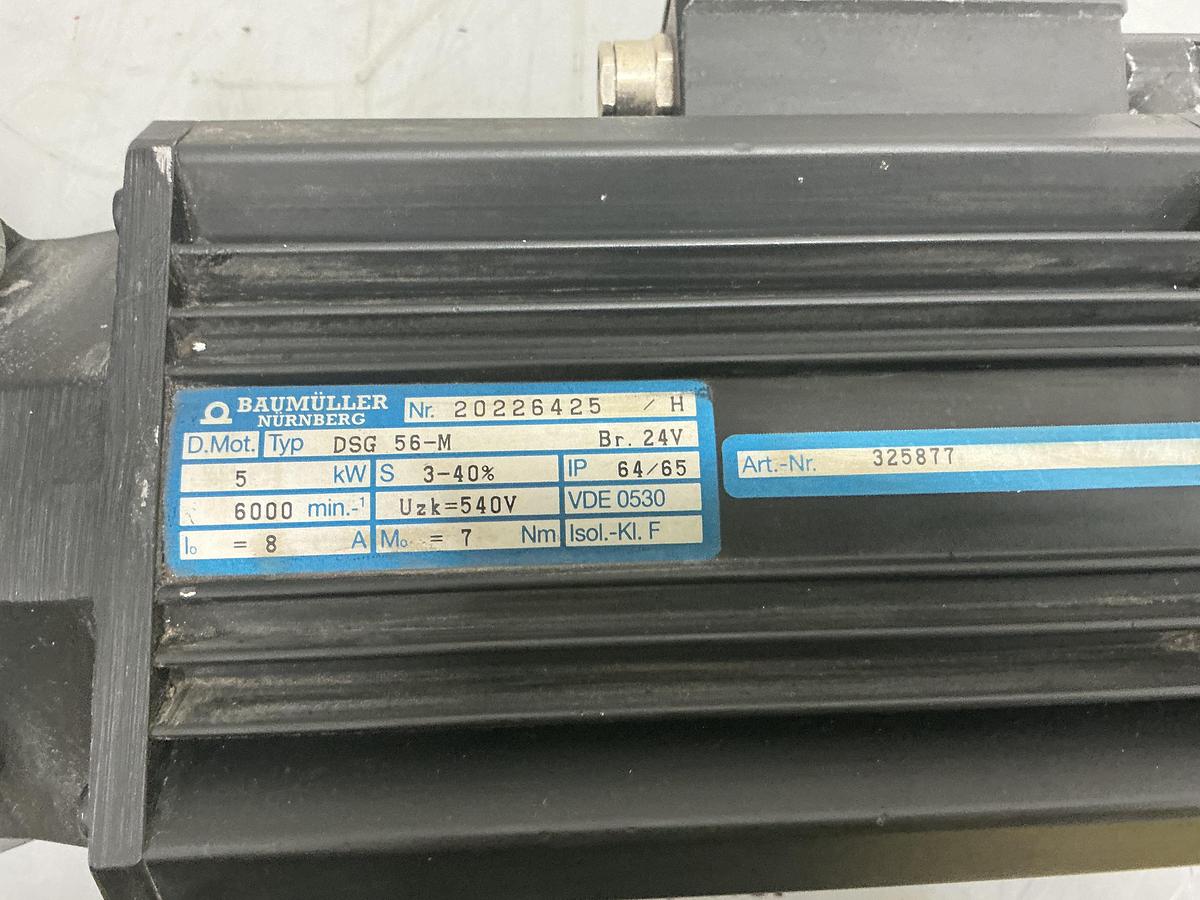 BAUMÜLLER
NÜRNBERG
Nr. 20226425 / H
D.Mot. Typ DSG 56-M Br. 24V
5 kW S 3-40% IP 64/65
6000 min.-¹ Uzk=540V VDE 0530
I₀ = 8 A M₀ = 7 Nm Isol.-Kl. F
Art.-Nr. 325877